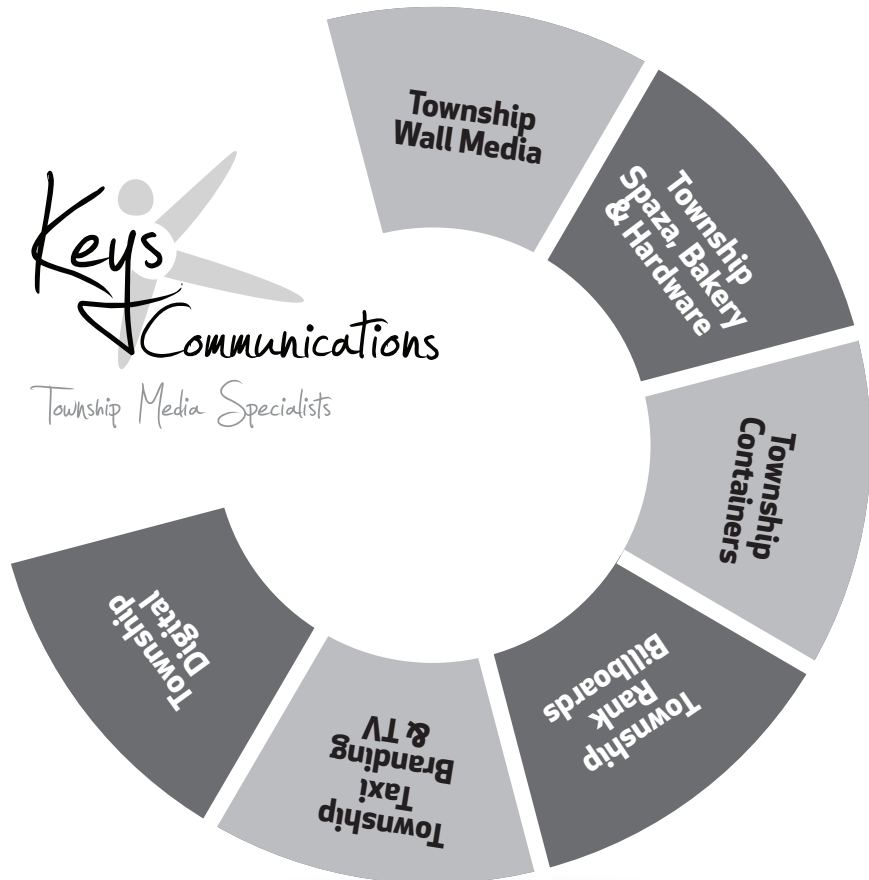 Keys
Communications
Township Media Specialists
Township
Wall Media
Township
Spaza, Bakery
& Hardware
Township
Containers
Township
Rank
Billboards
Township
Taxi
Branding
& TV
Township
Digital